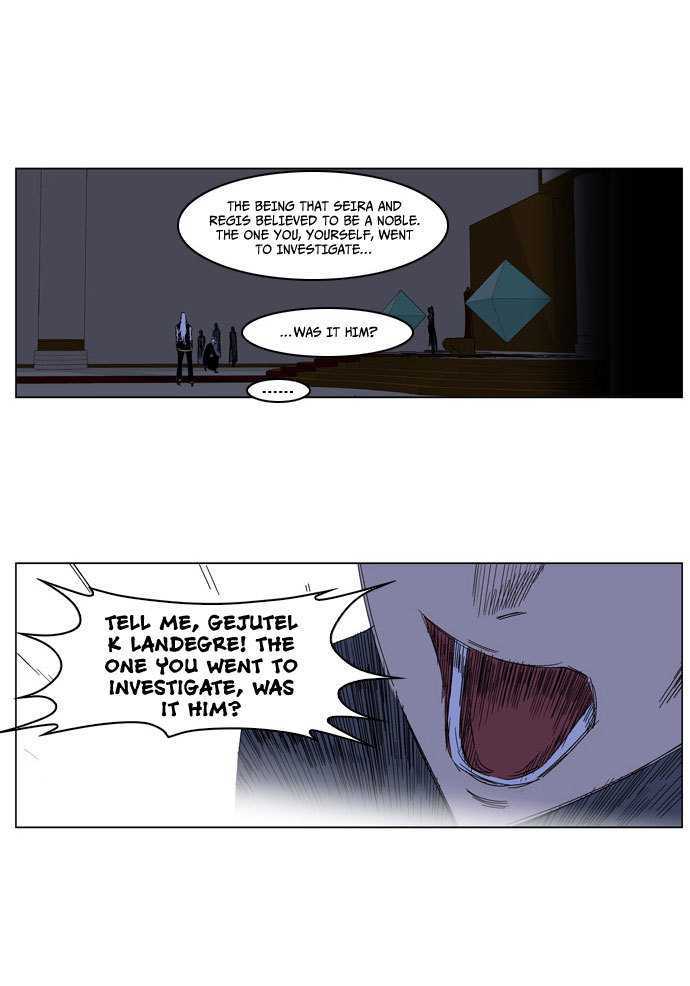 THE BEING THAT SEIRA AND
REGIS BELIEVED TO BE A NOBLE.
THE ONE YOU, YOURSELF, WENT
TO INVESTIGATE...
...WAS IT HIM?
.......
TELL ME, GEJUTEL
K LANDEGRE! THE
ONE YOU WENT TO
INVESTIGATE, WAS
IT HIM?